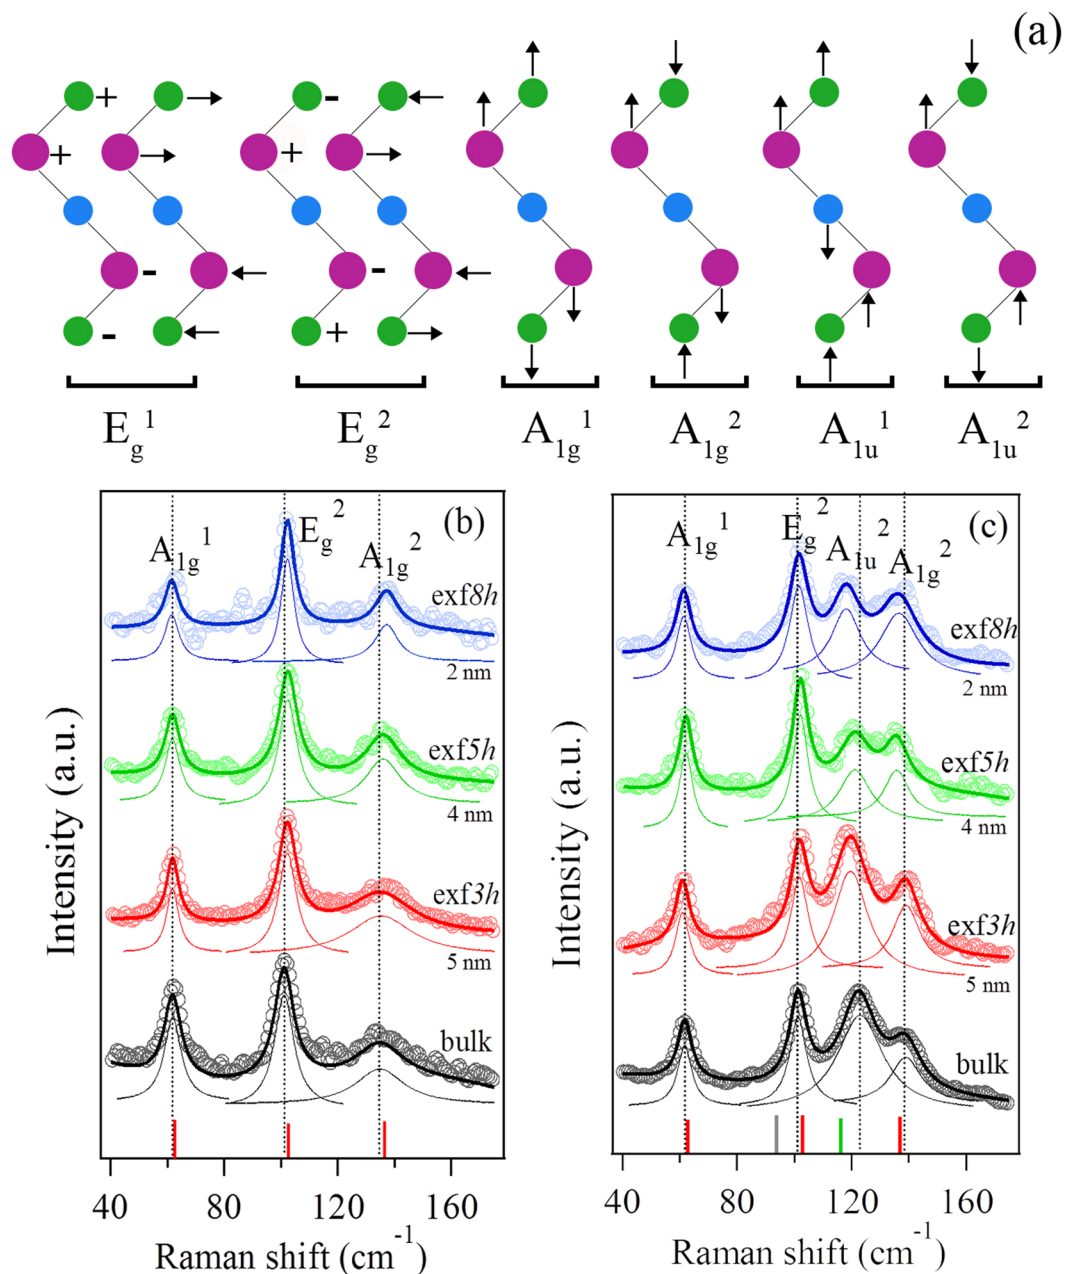 (a)
+ - 
+ + 
- -
- +
E_g^1 E_g^2 A_1g^1 A_1g^2 A_1u^1 A_1u^2
(b)
A_1g^1 E_g^2 A_1g^2
exf8h
2 nm
exf5h
4 nm
exf3h
5 nm
bulk
Intensity (a.u.)
40 80 120 160
Raman shift (cm^-1)
(c)
A_1g^1 E_g^2 A_1u^2 A_1g^2
exf8h
2 nm
exf5h
4 nm
exf3h
5 nm
bulk
Intensity (a.u.)
40 80 120 160
Raman shift (cm^-1)